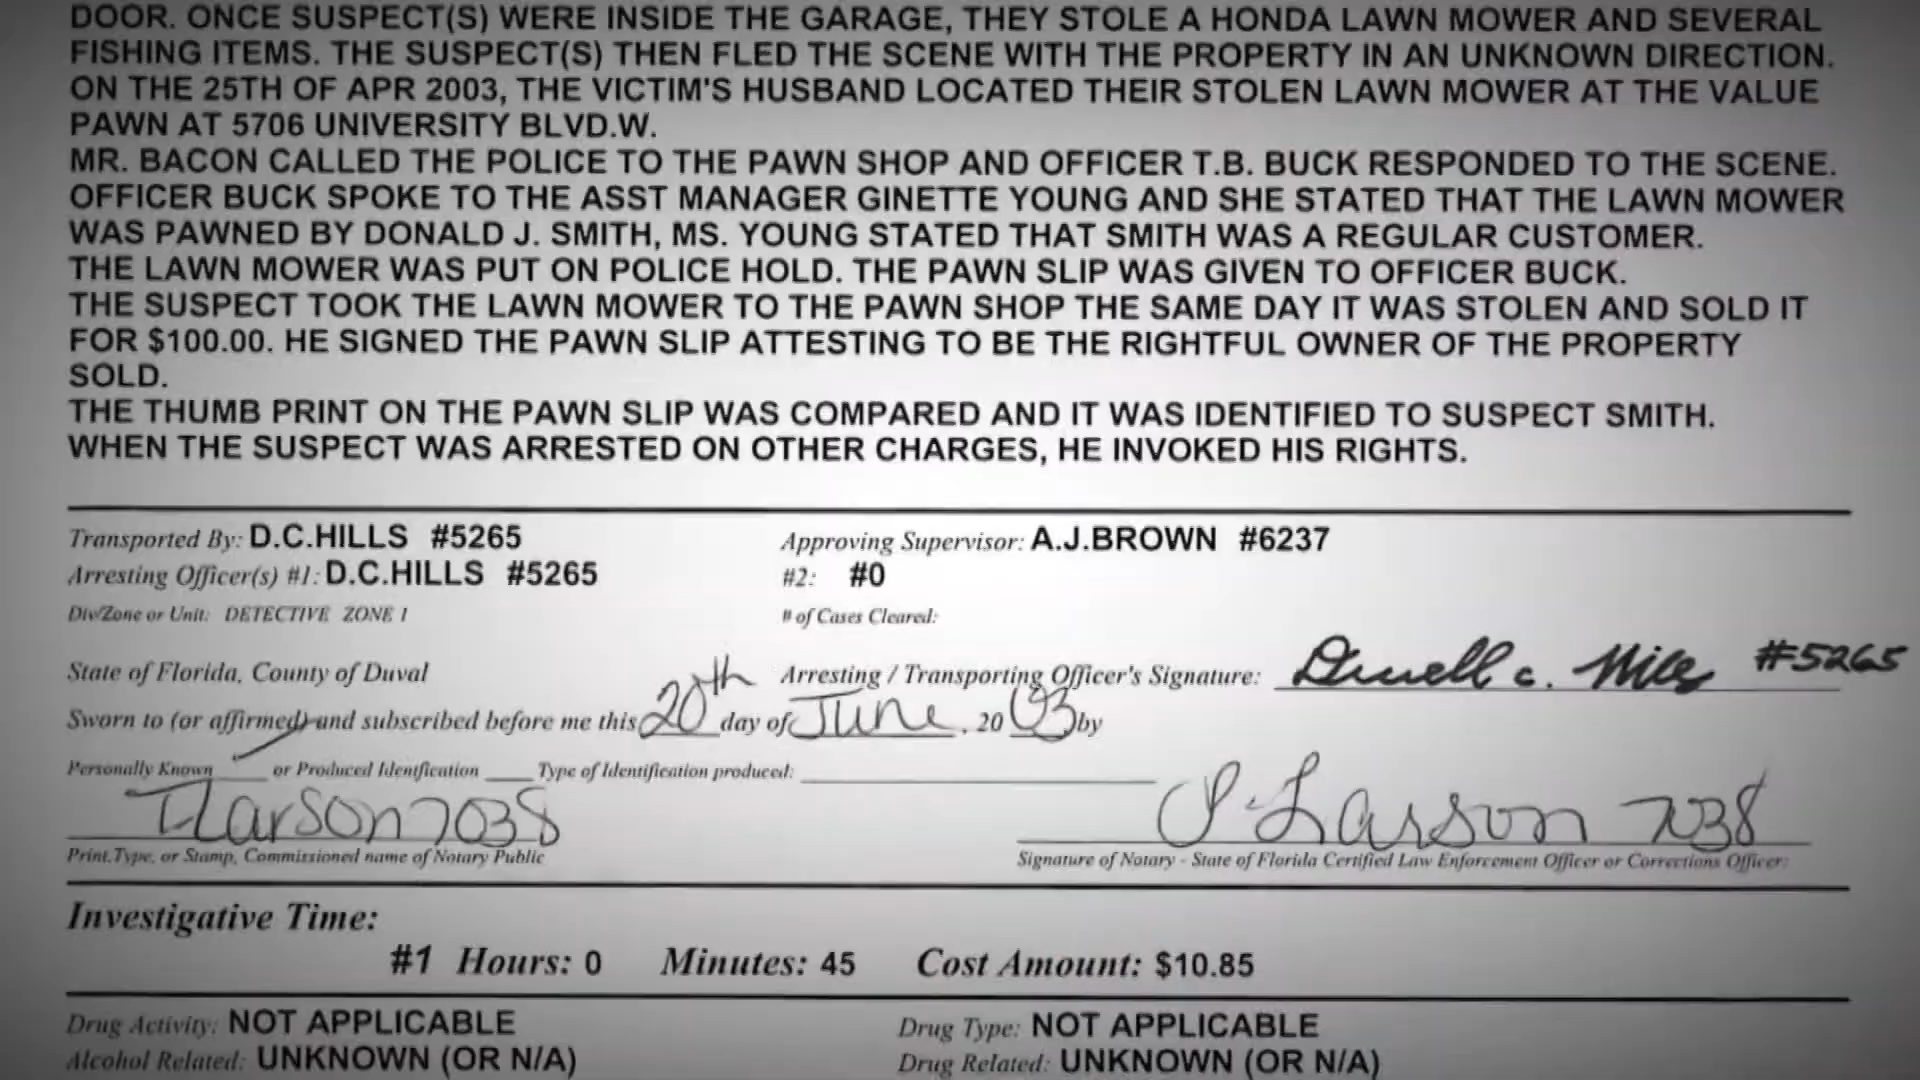 DOOR. ONCE SUSPECT(S) WERE INSIDE THE GARAGE, THEY STOLE A HONDA LAWN MOWER AND SEVERAL
FISHING ITEMS. THE SUSPECT(S) THEN FLED THE SCENE WITH THE PROPERTY IN AN UNKNOWN DIRECTION.
ON THE 25TH OF APR 2003, THE VICTIM'S HUSBAND LOCATED THEIR STOLEN LAWN MOWER AT THE VALUE
PAWN AT 5706 UNIVERSITY BLVD.W.
MR. BACON CALLED THE POLICE TO THE PAWN SHOP AND OFFICER T.B. BUCK RESPONDED TO THE SCENE.
OFFICER BUCK SPOKE TO THE ASST MANAGER GINETTE YOUNG AND SHE STATED THAT THE LAWN MOWER
WAS PAWNED BY DONALD J. SMITH, MS. YOUNG STATED THAT SMITH WAS A REGULAR CUSTOMER.
THE LAWN MOWER WAS PUT ON POLICE HOLD. THE PAWN SLIP WAS GIVEN TO OFFICER BUCK.
THE SUSPECT TOOK THE LAWN MOWER TO THE PAWN SHOP THE SAME DAY IT WAS STOLEN AND SOLD IT
FOR $100.00. HE SIGNED THE PAWN SLIP ATTESTING TO BE THE RIGHTFUL OWNER OF THE PROPERTY
SOLD.
THE THUMB PRINT ON THE PAWN SLIP WAS COMPARED AND IT WAS IDENTIFIED TO SUSPECT SMITH.
WHEN THE SUSPECT WAS ARRESTED ON OTHER CHARGES, HE INVOKED HIS RIGHTS.
Transported By: D.C.HILLS #5265 Approving Supervisor: A.J.BROWN #6237
Arresting Officer(s) #1: D.C.HILLS #5265 #2: #0
Div/Zone or Unit: DETECTIVE ZONE 1 # of Cases Cleared:
State of Florida, County of Duval Arresting / Transporting Officer's Signature: #5265
Sworn to (or affirmed) and subscribed before me this 20th day of June, 2003 by
Personally Known or Produced Identification Type of Identification produced:
Larson 7038 Larson 7038
Print, Type, or Stamp, Commissioned name of Notary Public Signature of Notary - State of Florida Certified Law Enforcement Officer or Corrections Officer:
Investigative Time:
#1 Hours: 0 Minutes: 45 Cost Amount: $10.85
Drug Activity: NOT APPLICABLE Drug Type: NOT APPLICABLE
Alcohol Related: UNKNOWN (OR N/A) Drug Related: UNKNOWN (OR N/A)